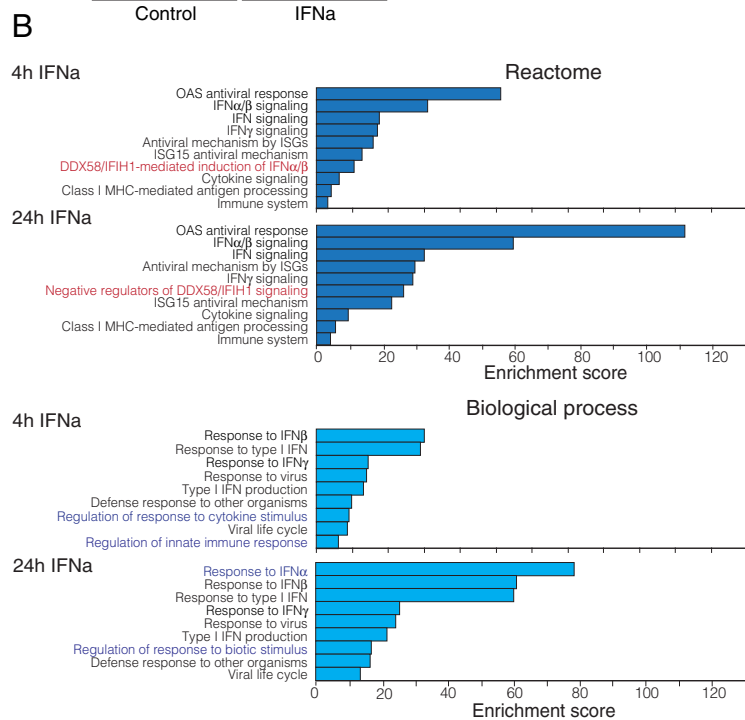 Control IFNa
B
4h IFNa
Reactome
OAS antiviral response
IFNα/β signaling
IFN signaling
IFNγ signaling
Antiviral mechanism by ISGs
ISG15 antiviral mechanism
DDX58/IFIH1-mediated induction of IFNα/β
Cytokine signaling
Class I MHC-mediated antigen processing
Immune system
24h IFNa
OAS antiviral response
IFNα/β signaling
IFN signaling
Antiviral mechanism by ISGs
IFNγ signaling
Negative regulators of DDX58/IFIH1 signaling
ISG15 antiviral mechanism
Cytokine signaling
Class I MHC-mediated antigen processing
Immune system
0 20 40 60 80 100 120
Enrichment score
Biological process
4h IFNa
Response to IFNβ
Response to type I IFN
Response to IFNγ
Response to virus
Type I IFN production
Defense response to other organisms
Regulation of response to cytokine stimulus
Viral life cycle
Regulation of innate immune response
24h IFNa
Response to IFNα
Response to IFNβ
Response to type I IFN
Response to IFNγ
Response to virus
Type I IFN production
Regulation of response to biotic stimulus
Defense response to other organisms
Viral life cycle
0 20 40 60 80 100 120
Enrichment score